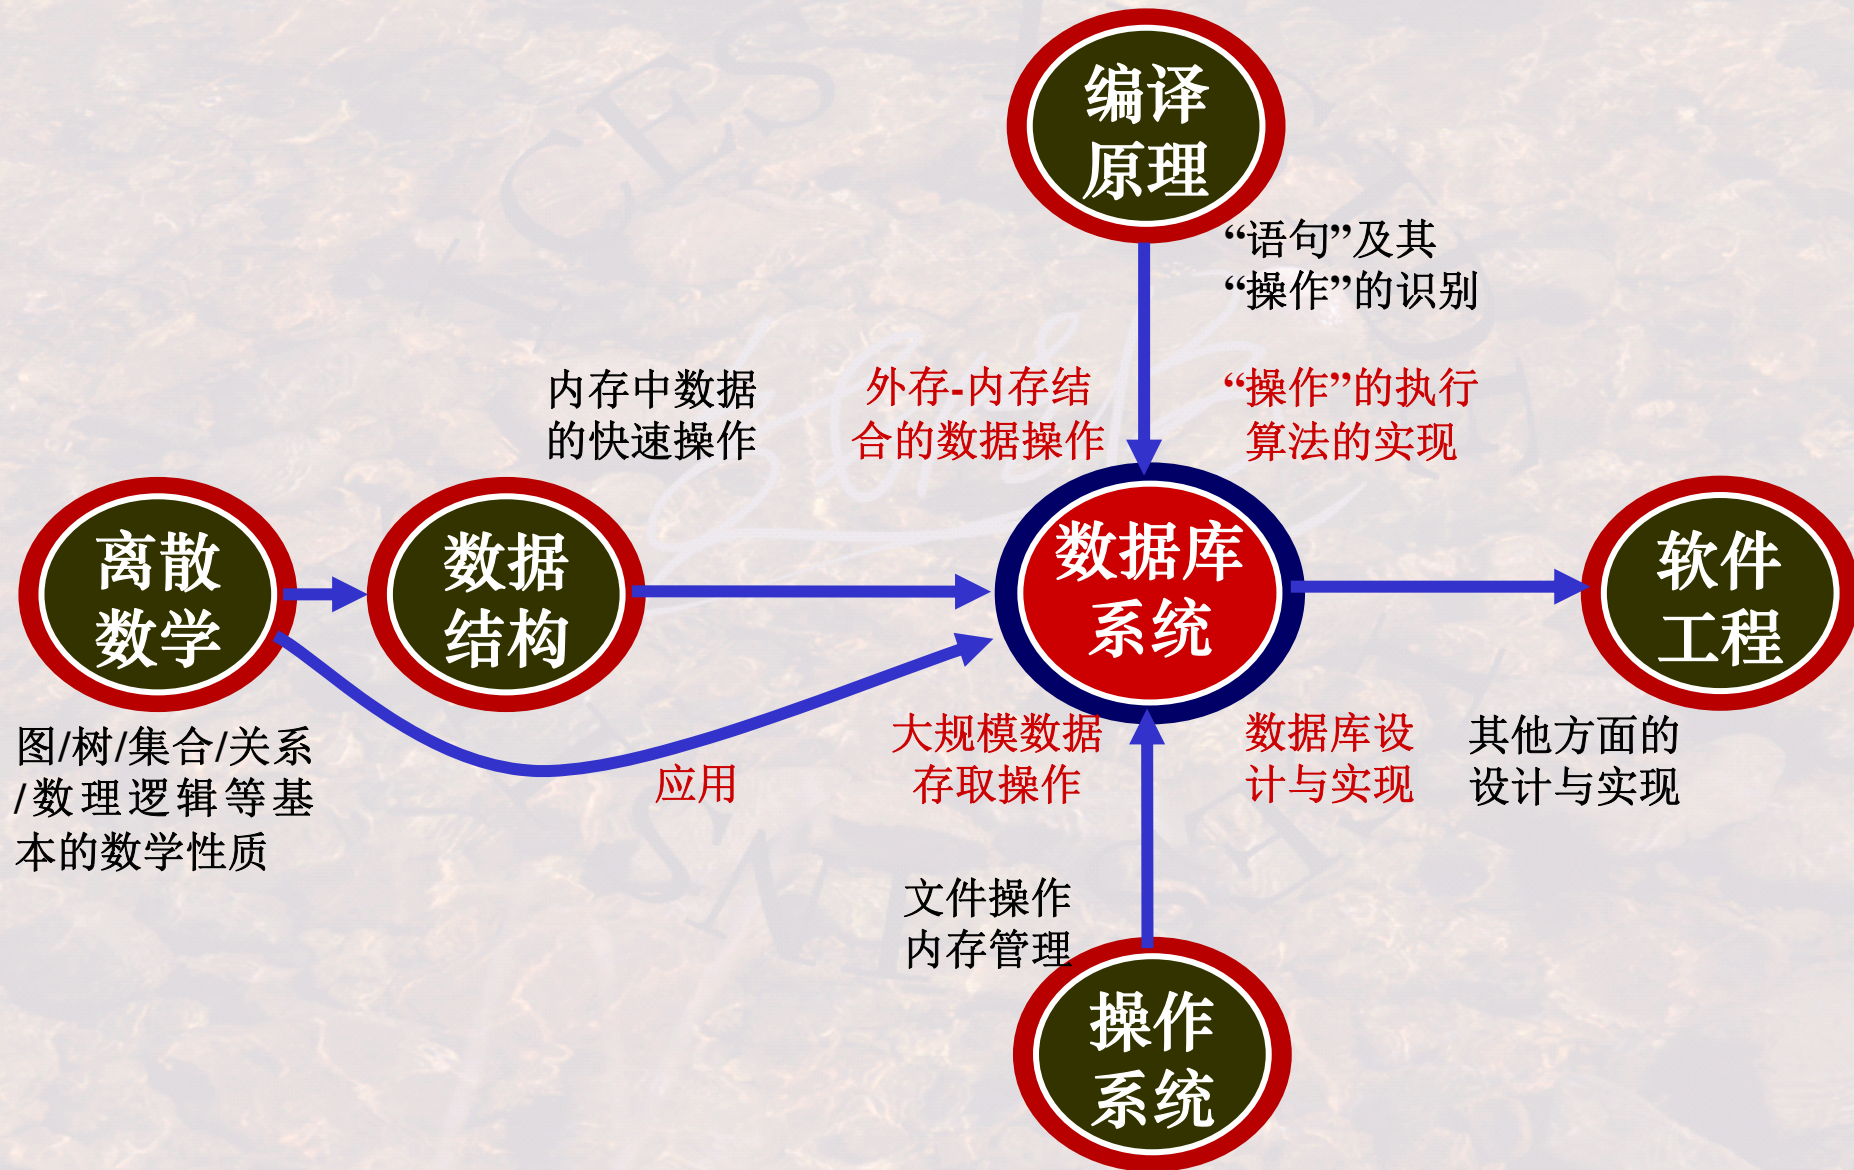 编译
原理
“语句”及其
“操作”的识别
内存中数据
的快速操作
外存-内存结
合的数据操作
“操作”的执行
算法的实现
离散
数学
数据
结构
数据库
系统
软件
工程
图/树/集合/关系
/数理逻辑等基
本的数学性质
应用
大规模数据
存取操作
数据库设
计与实现
其他方面的
设计与实现
文件操作
内存管理
操作
系统